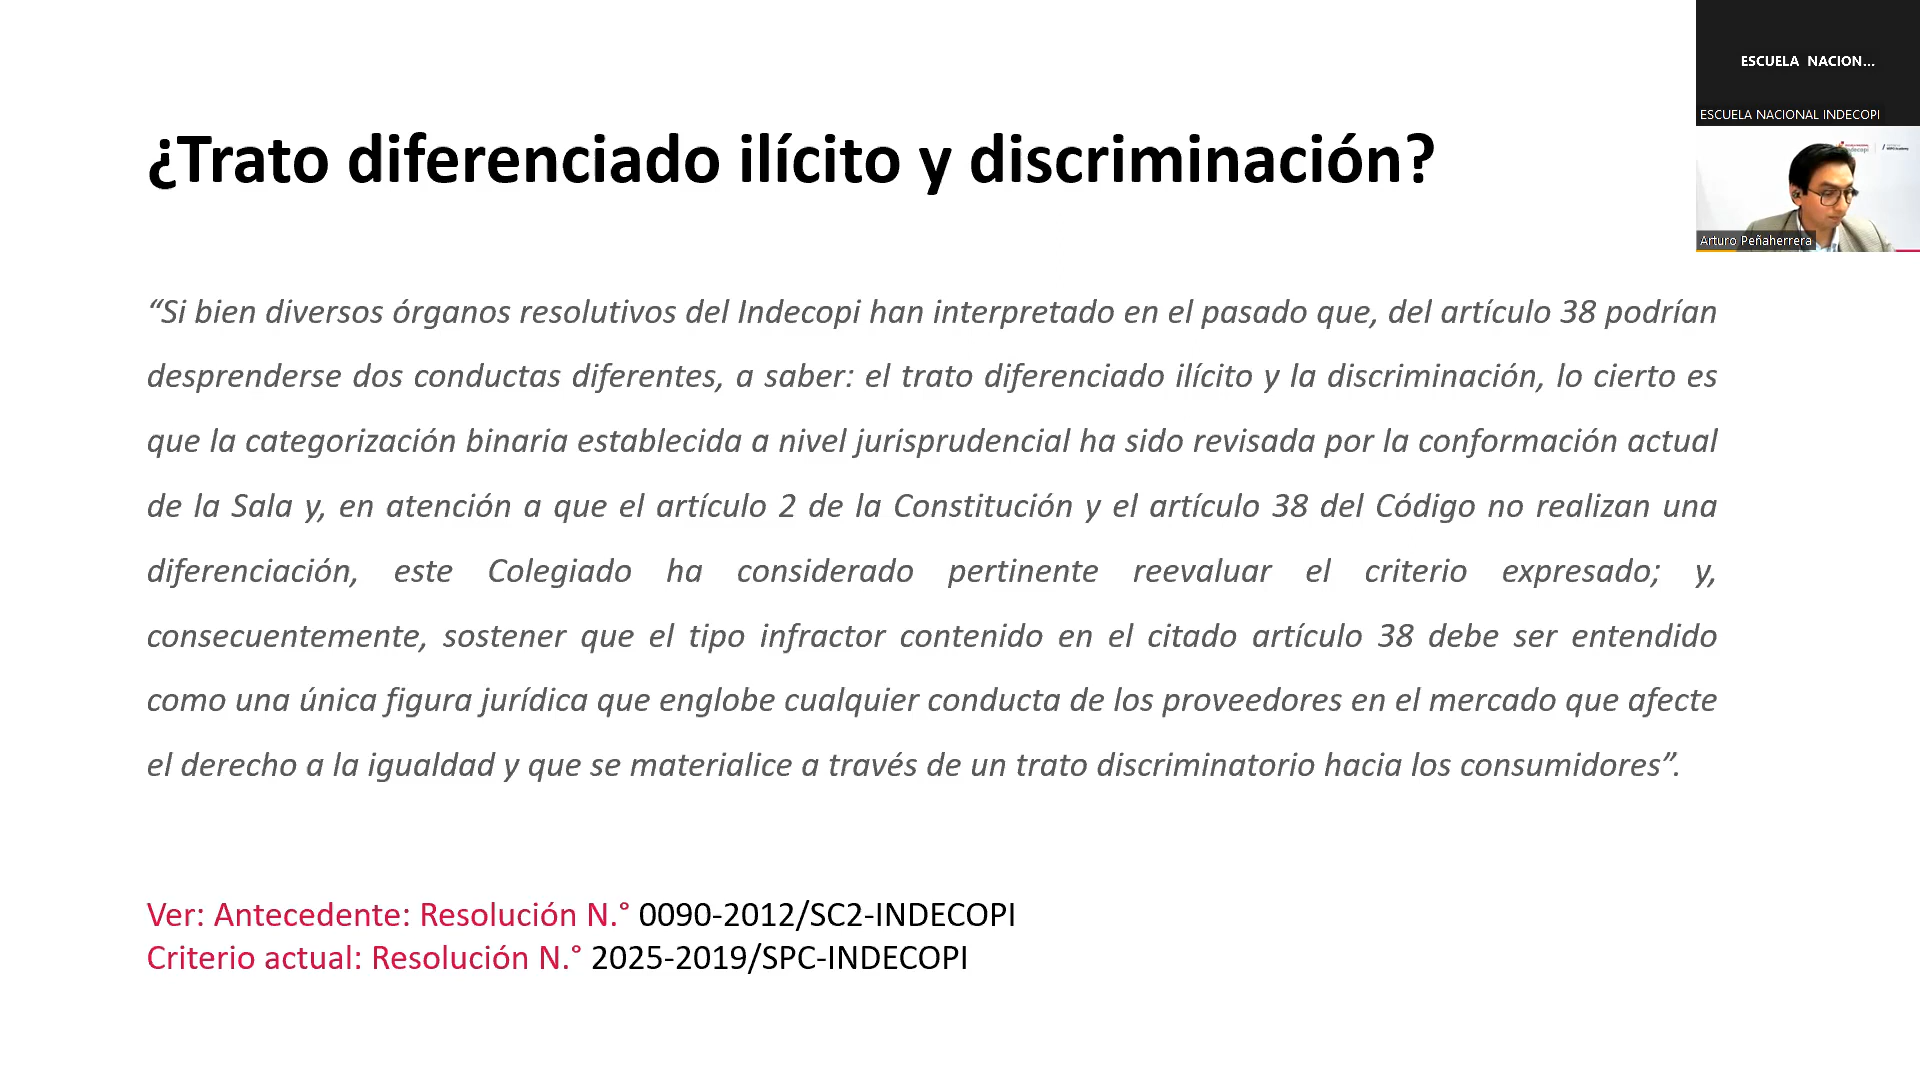 ¿Trato diferenciado ilícito y discriminación?
“Si bien diversos órganos resolutivos del Indecopi han interpretado en el pasado que, del artículo 38 podrían
desprenderse dos conductas diferentes, a saber: el trato diferenciado ilícito y la discriminación, lo cierto es
que la categorización binaria establecida a nivel jurisprudencial ha sido revisada por la conformación actual
de la Sala y, en atención a que el artículo 2 de la Constitución y el artículo 38 del Código no realizan una
diferenciación, este Colegiado ha considerado pertinente reevaluar el criterio expresado; y,
consecuentemente, sostener que el tipo infractor contenido en el citado artículo 38 debe ser entendido
como una única figura jurídica que englobe cualquier conducta de los proveedores en el mercado que afecte
el derecho a la igualdad y que se materialice a través de un trato discriminatorio hacia los consumidores”.
Ver: Antecedente: Resolución N.° 0090-2012/SC2-INDECOPI
Criterio actual: Resolución N.° 2025-2019/SPC-INDECOPI
ESCUELA NACION...
ESCUELA NACIONAL INDECOPI
Arturo Peñaherrera